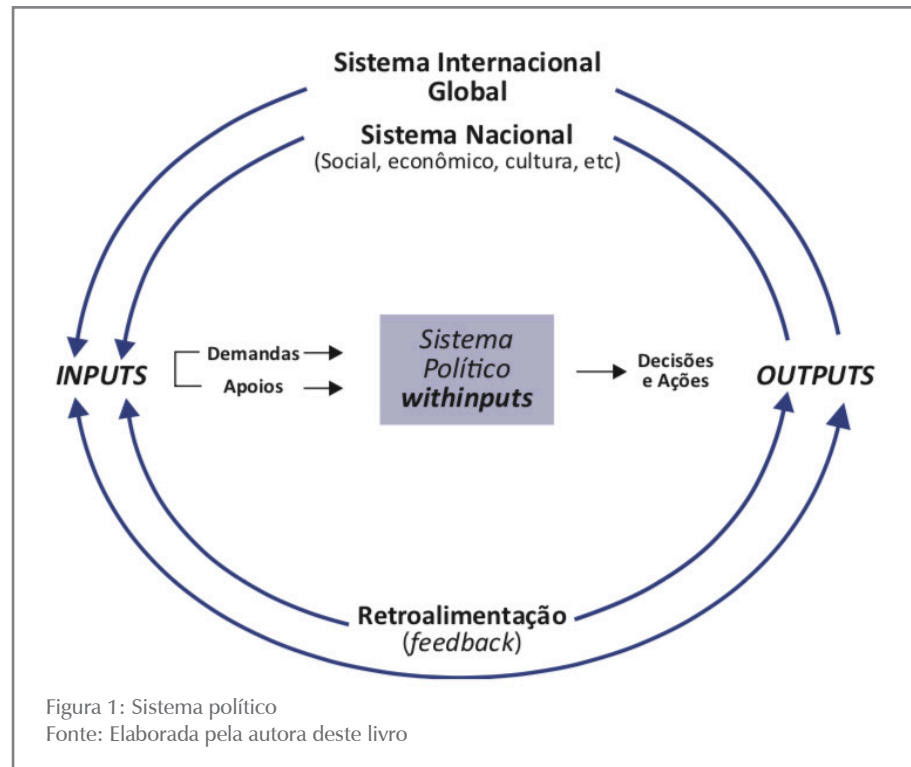 Sistema Internacional
Global
Sistema Nacional
(Social, econômico, cultura, etc)
INPUTS
Demandas
Apoios
Sistema
Político
withinputs
Decisões
e Ações
OUTPUTS
Retroalimentação
(feedback)
Figura 1: Sistema político
Fonte: Elaborada pela autora deste livro